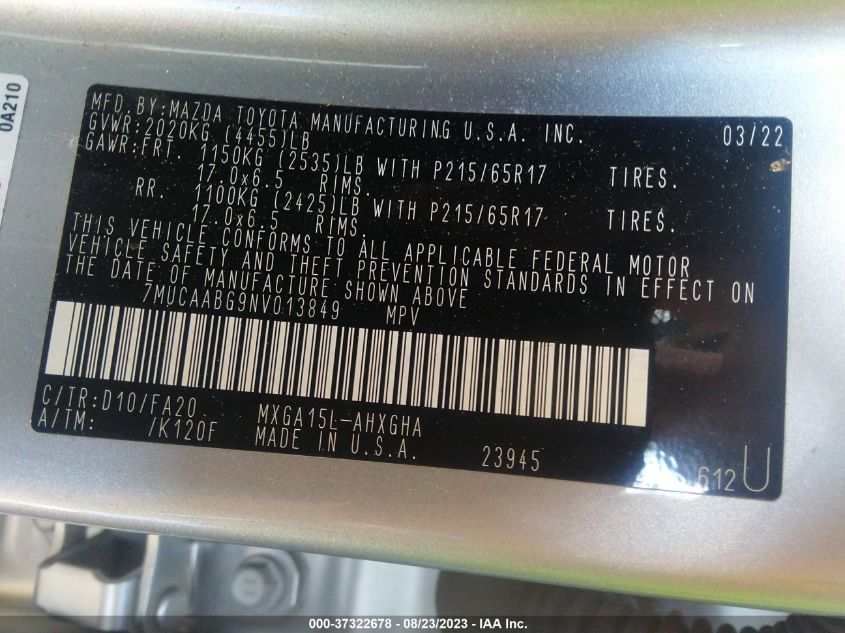 0A210
MFD.BY:MAZDA TOYOTA MANUFACTURING U.S.A. INC. 03/22
GVWR:2020KG (4455)LB
GAWR:FRT. 1150KG (2535)LB WITH P215/65R17 TIRES.
17.0x6.5 RIMS.
RR. 1100KG (2425)LB WITH P215/65R17 TIRES.
17.0x6.5 RIMS.
THIS VEHICLE CONFORMS TO ALL APPLICABLE FEDERAL MOTOR
VEHICLE SAFETY AND THEFT PREVENTION STANDARDS IN EFFECT ON
THE DATE OF MANUFACTURE SHOWN ABOVE
7MUCAABG9NV013849 MPV
C/TR:D10/FA20 MXGA15L-AHXGHA
A/TM: /K120F MADE IN U.S.A. 23945
612U
000-37322678 - 08/23/2023 - IAA Inc.